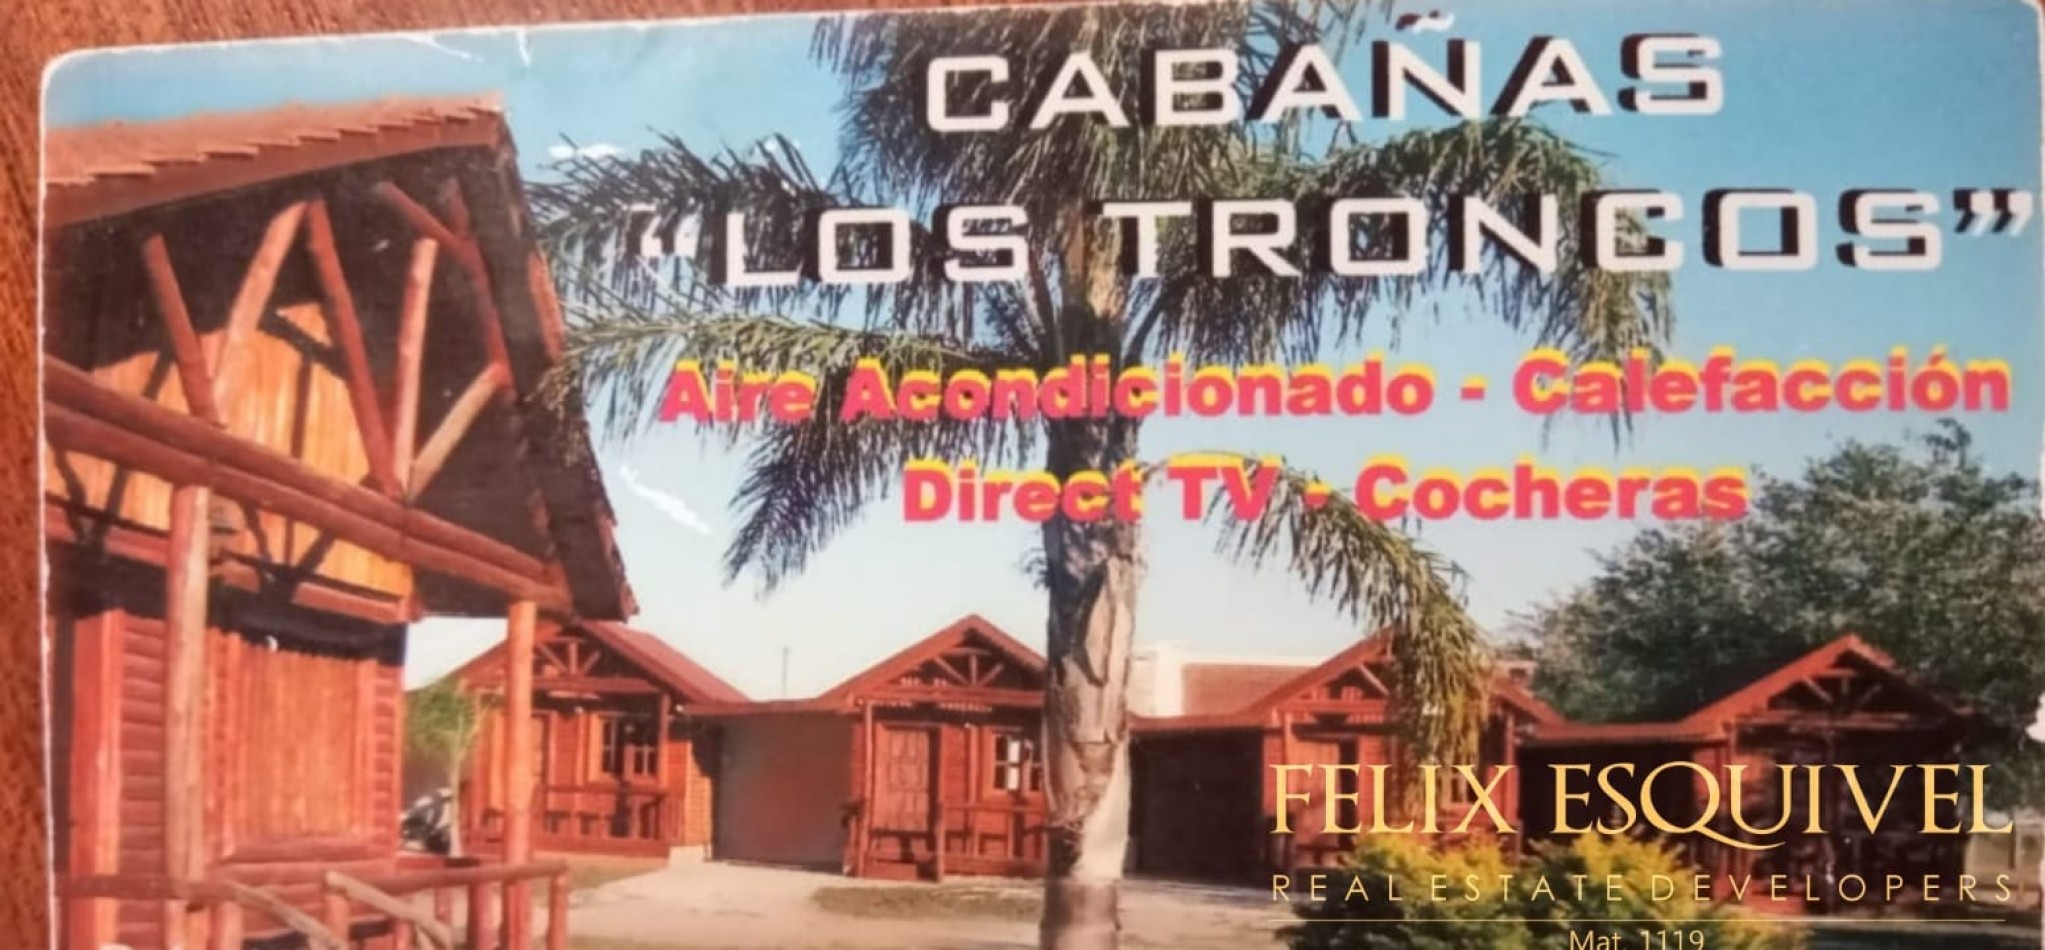 CABAÑAS
“LOS TRONCOS”
Aire Acondicionado - Calefacción
Direct TV - Cocheras
FELIX ESQUIVEL
REAL ESTATE DEVELOPERS
Mat. 1119